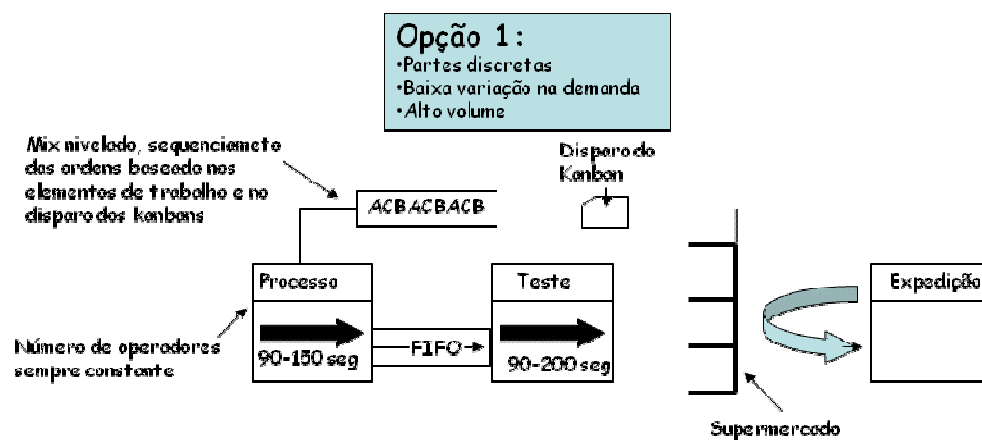 Opção 1:
•Partes discretas
•Baixa variação na demanda
•Alto volume
Mix nivelado, sequenciameto
das ordens baseado nos
elementos de trabalho e no
disparo dos kanbans
Disparo do
Kanban
ACBACBACB
Processo
Teste
Expedição
FIFO
90-150 seg
90-200 seg
Número de operadores
sempre constante
Supermercado